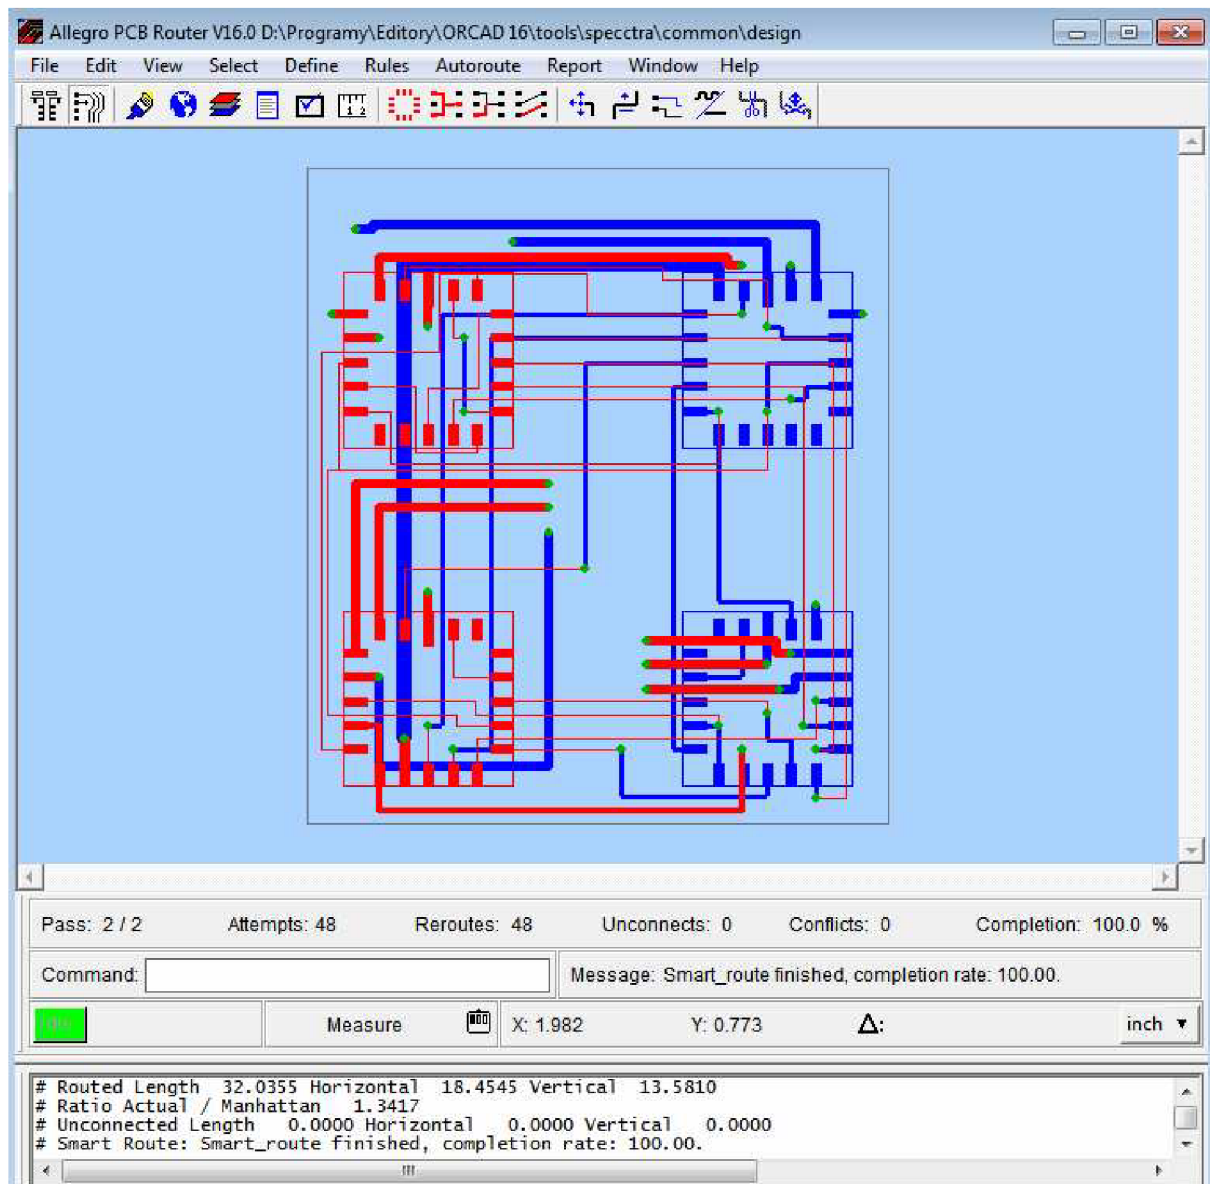 Allegro PCB Router V16.0 D:\Programy\Editory\ORCAD 16\tools\specctra\common\design
File Edit View Select Define Rules Autoroute Report Window Help
Pass: 2 / 2 Attempts: 48 Reroutes: 48 Unconnects: 0 Conflicts: 0 Completion: 100.0 %
Command: Message: Smart_route finished, completion rate: 100.00.
Idle Measure X: 1.982 Y: 0.773 Δ: inch
# Routed Length 32.0355 Horizontal 18.4545 Vertical 13.5810
# Ratio Actual / Manhattan 1.3417
# Unconnected Length 0.0000 Horizontal 0.0000 Vertical 0.0000
# Smart Route: Smart_route finished, completion rate: 100.00.